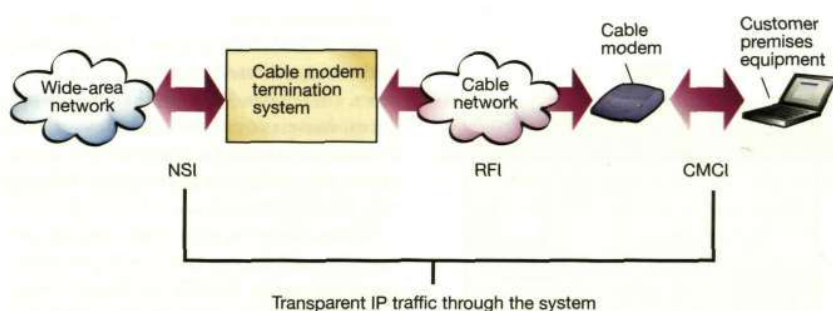 Wide-area
network
Cable modem
termination
system
Cable
network
Cable
modem
Customer
premises
equipment
NSI
RFI
CMCI
Transparent IP traffic through the system